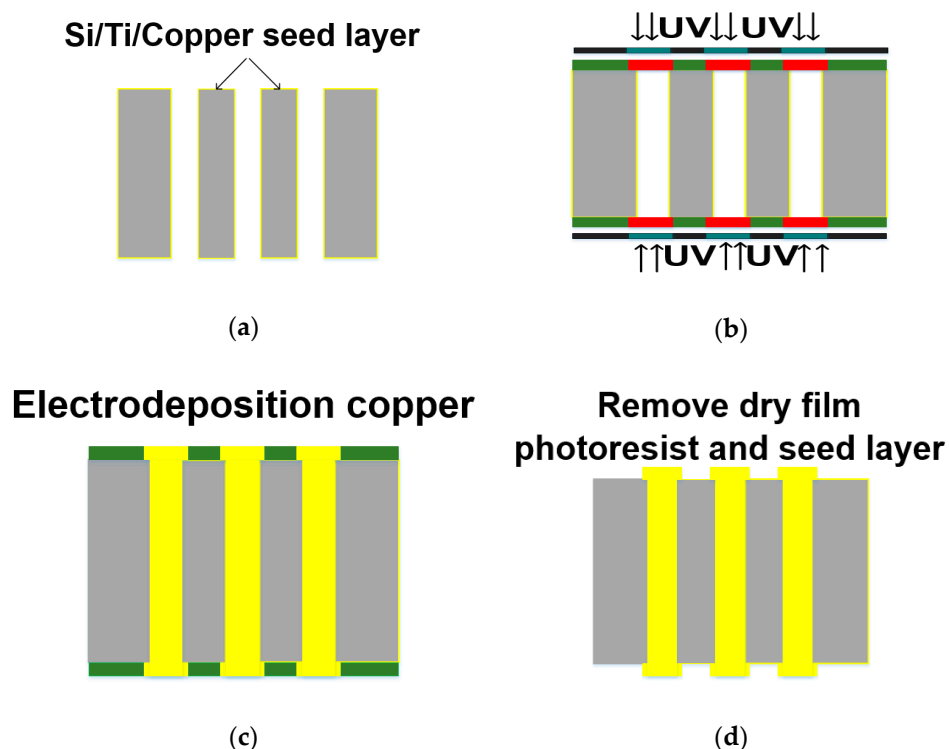 Si/Ti/Copper seed layer
(a)
↓↓UV↓↓UV↓↓
↑↑UV↑↑UV↑↑
(b)
Electrodeposition copper
(c)
Remove dry film
photoresist and seed layer
(d)